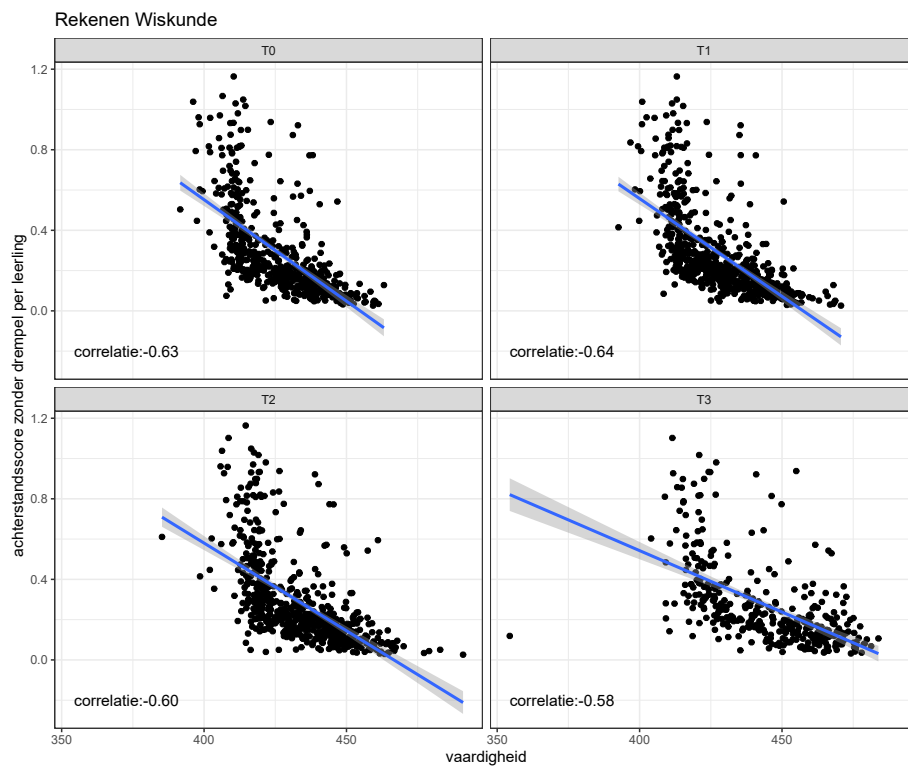 Rekenen Wiskunde
T0
T1
1.2
0.8
0.4
0.0
correlatie:-0.63
correlatie:-0.64
T2
T3
1.2
0.8
0.4
0.0
correlatie:-0.60
correlatie:-0.58
350
400
450
350
400
450
vaardigheid
achterstandsscore zonder drempel per leerling